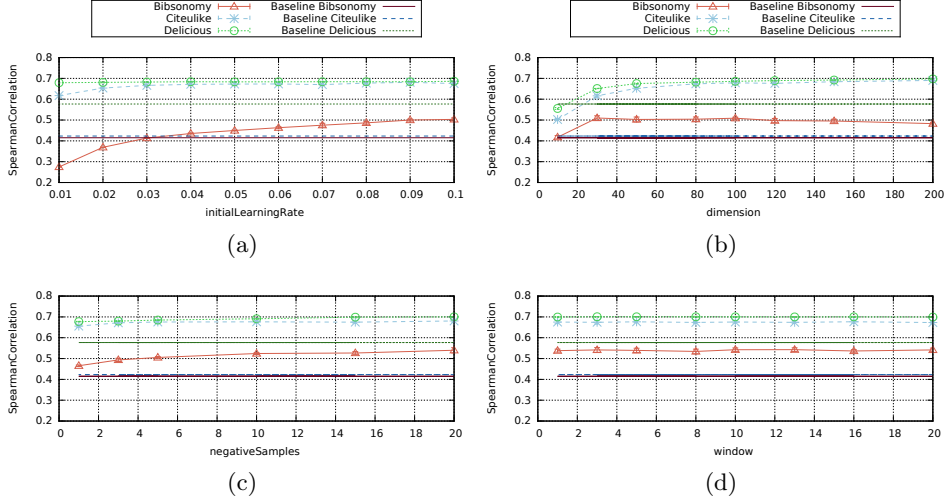 Bibsonomy Baseline Bibsonomy
Citeulike Baseline Citeulike
Delicious Baseline Delicious
0.8
0.7
0.6
0.5
0.4
0.3
0.2
SpearmanCorrelation
0.01 0.02 0.03 0.04 0.05 0.06 0.07 0.08 0.09 0.1
initialLearningRate
(a)
Bibsonomy Baseline Bibsonomy
Citeulike Baseline Citeulike
Delicious Baseline Delicious
0.8
0.7
0.6
0.5
0.4
0.3
0.2
SpearmanCorrelation
0 20 40 60 80 100 120 140 160 180 200
dimension
(b)
0.8
0.7
0.6
0.5
0.4
0.3
0.2
SpearmanCorrelation
0 2 4 6 8 10 12 14 16 18 20
negativeSamples
(c)
0.8
0.7
0.6
0.5
0.4
0.3
0.2
SpearmanCorrelation
0 2 4 6 8 10 12 14 16 18 20
window
(d)